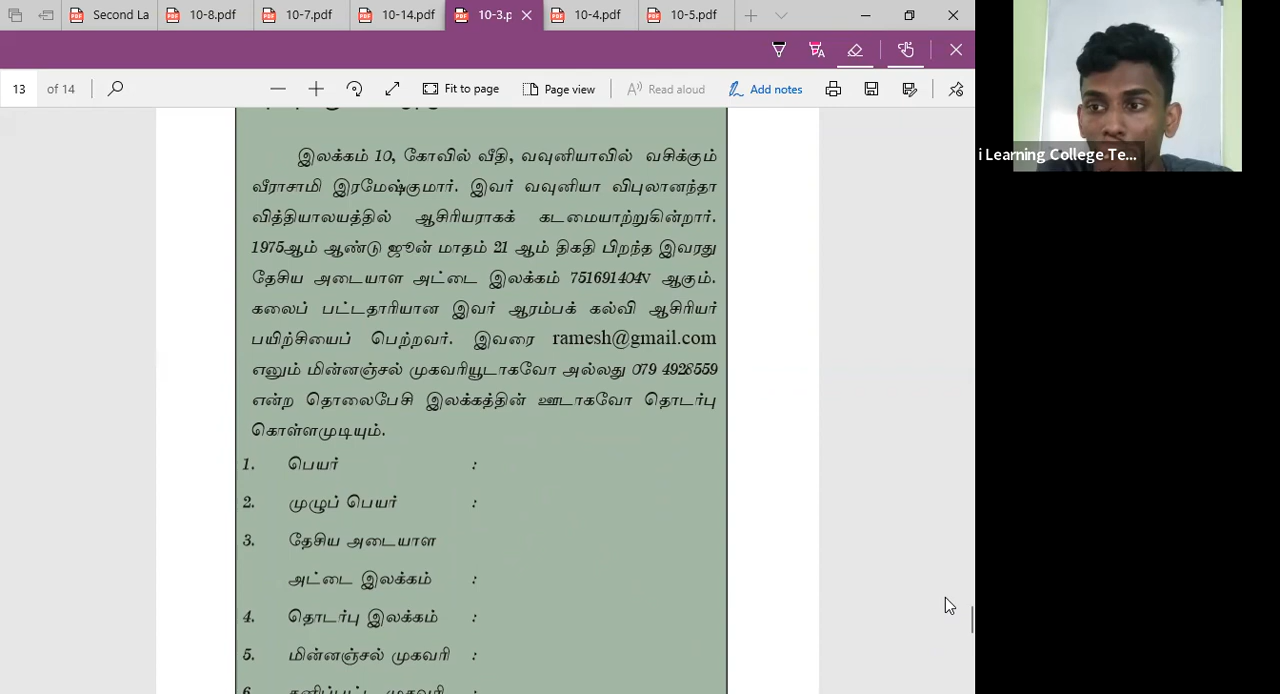 Second La
10-8.pdf
10-7.pdf
10-14.pdf
10-3.p
10-4.pdf
10-5.pdf
13 of 14
Fit to page
Page view
Read aloud
Add notes
இலக்கம் 10, கோவில் வீதி, வவுனியாவில் வசிக்கும்
வீராசாமி இரமேஷ்குமார். இவர் வவுனியா விபுலானந்தா
வித்தியாலயத்தில் ஆசிரியராகக் கடமையாற்றுகின்றார்.
1975ஆம் ஆண்டு ஜூன் மாதம் 21 ஆம் திகதி பிறந்த இவரது
தேசிய அடையாள அட்டை இலக்கம் 751691404V ஆகும்.
கலைப் பட்டதாரியான இவர் ஆரம்பக் கல்வி ஆசிரியர்
பயிற்சியைப் பெற்றவர். இவரை ramesh@gmail.com
எனும் மின்னஞ்சல் முகவரியூடாகவோ அல்லது 079 4928559
என்ற தொலைபேசி இலக்கத்தின் ஊடாகவோ தொடர்பு
கொள்ளமுடியும்.
1. பெயர் :
2. முழுப் பெயர் :
3. தேசிய அடையாள
அட்டை இலக்கம் :
4. தொடர்பு இலக்கம் :
5. மின்னஞ்சல் முகவரி :
6. தனிப்பட்ட முகவரி :
i Learning College Te...